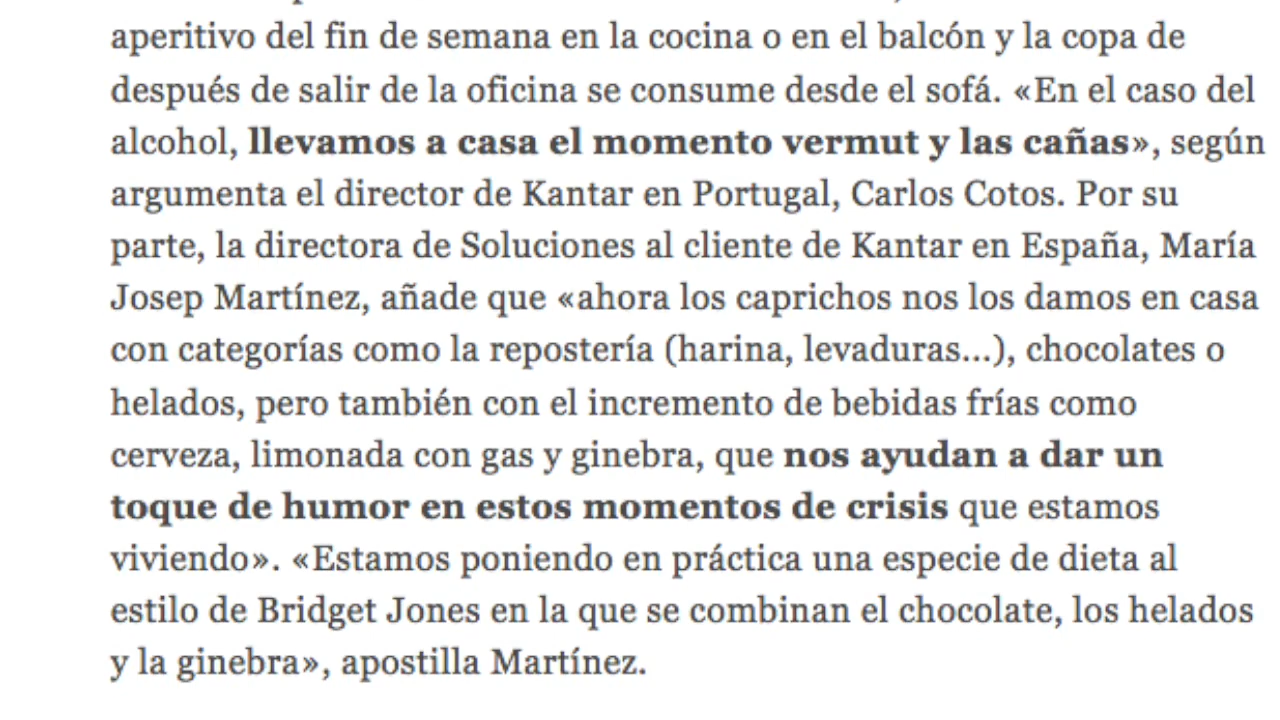 aperitivo del fin de semana en la cocina o en el balcón y la copa de
después de salir de la oficina se consume desde el sofá. «En el caso del
alcohol, llevamos a casa el momento vermut y las cañas», según
argumenta el director de Kantar en Portugal, Carlos Cotos. Por su
parte, la directora de Soluciones al cliente de Kantar en España, María
Josep Martínez, añade que «ahora los caprichos nos los damos en casa
con categorías como la repostería (harina, levaduras...), chocolates o
helados, pero también con el incremento de bebidas frías como
cerveza, limonada con gas y ginebra, que nos ayudan a dar un
toque de humor en estos momentos de crisis que estamos
viviendo». «Estamos poniendo en práctica una especie de dieta al
estilo de Bridget Jones en la que se combinan el chocolate, los helados
y la ginebra», apostilla Martínez.